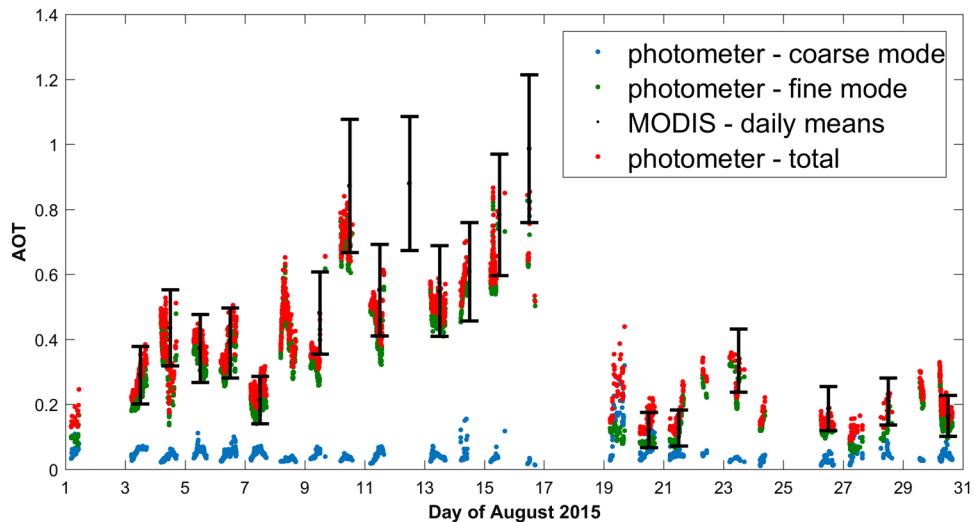 1.4
1.2
1
0.8
0.6
0.4
0.2
0
AOT
photometer - coarse mode
photometer - fine mode
MODIS - daily means
photometer - total
1 3 5 7 9 11 13 15 17 19 21 23 25 27 29 31
Day of August 2015